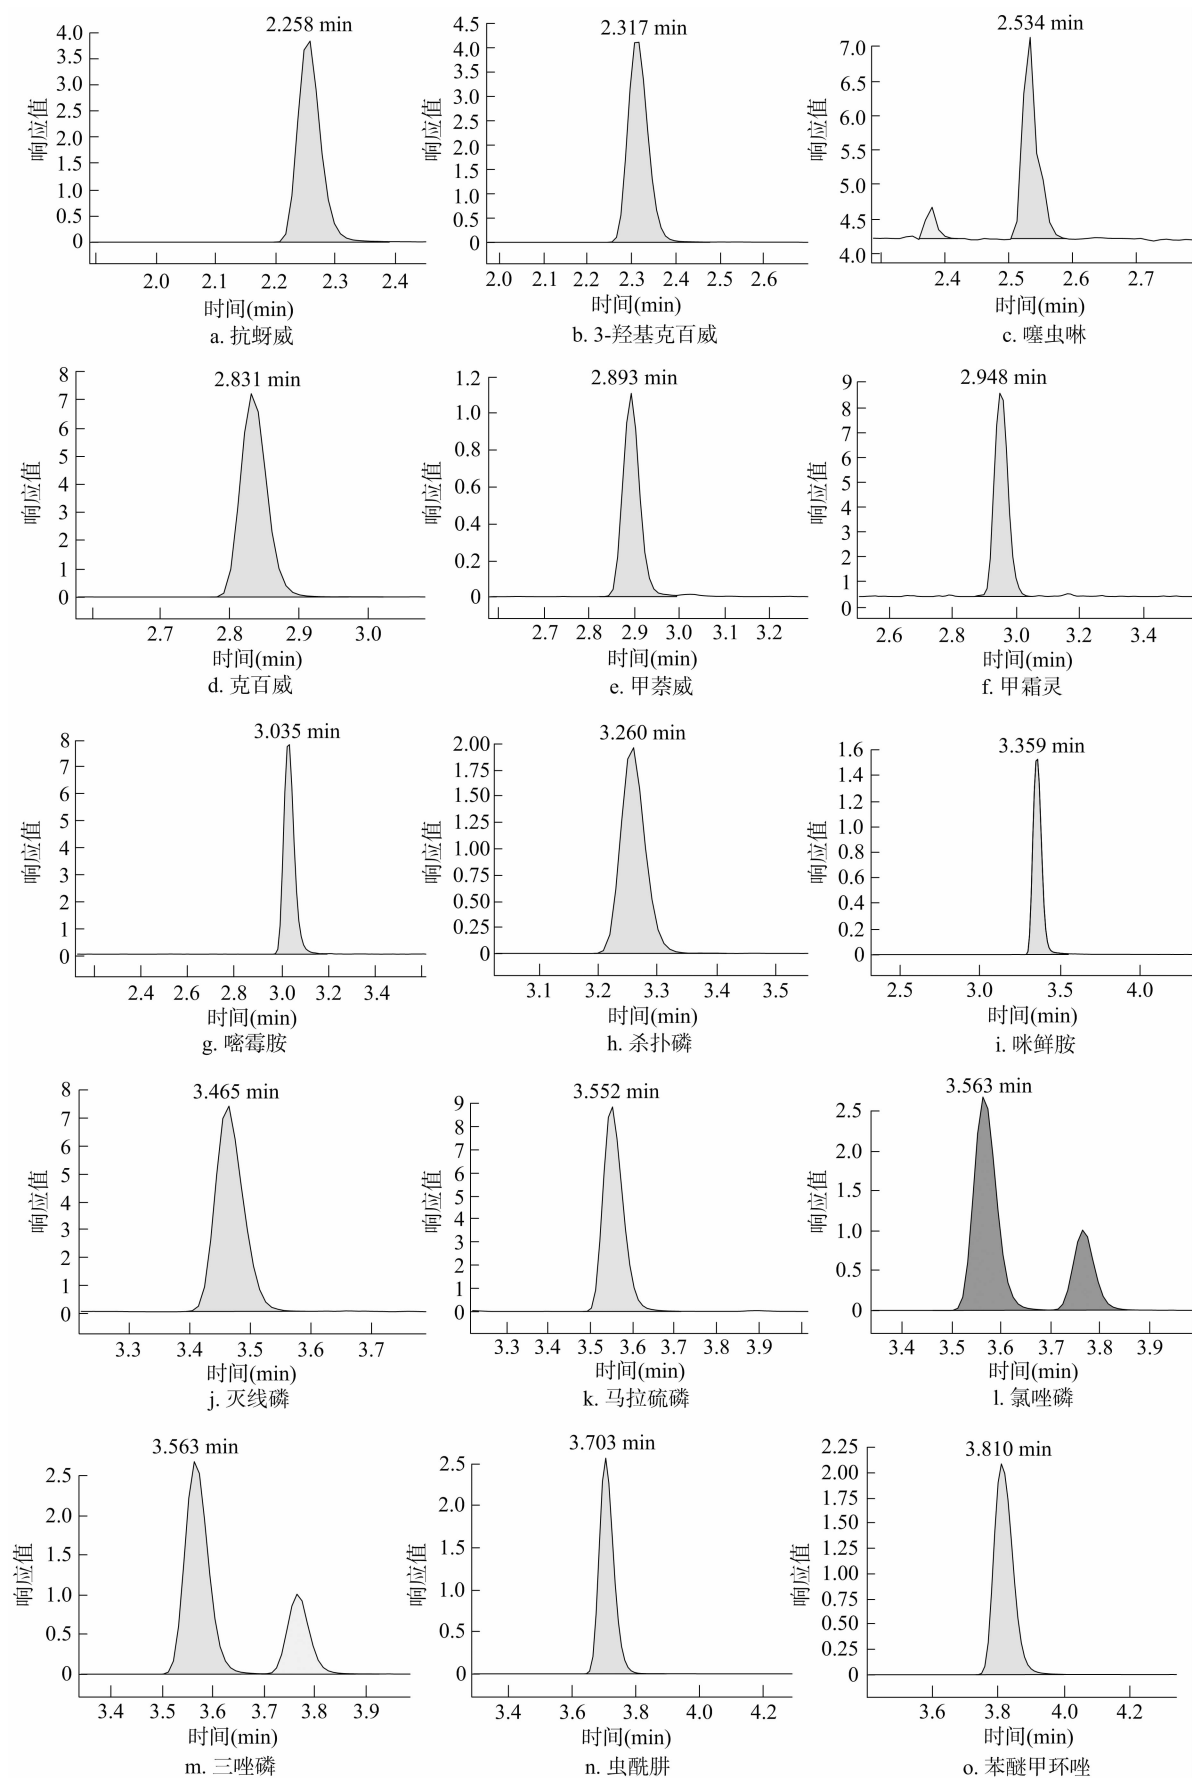 2.258 min
4.0
3.5
3.0
2.5
2.0
1.5
1.0
0.5
0
响应值
2.0 2.1 2.2 2.3 2.4
时间(min)
a. 抗蚜威
2.317 min
4.5
4.0
3.5
3.0
2.5
2.0
1.5
1.0
0.5
0
响应值
2.0 2.1 2.2 2.3 2.4 2.5 2.6
时间(min)
b. 3-羟基克百威
2.534 min
7.0
6.5
6.0
5.5
5.0
4.5
4.0
响应值
2.4 2.5 2.6 2.7
时间(min)
c. 噻虫啉
2.831 min
8
7
6
5
4
3
2
1
0
响应值
2.7 2.8 2.9 3.0
时间(min)
d. 克百威
2.893 min
1.2
1.0
0.8
0.6
0.4
0.2
0
响应值
2.7 2.8 2.9 3.0 3.1 3.2
时间(min)
e. 甲萘威
2.948 min
9
8
7
6
5
4
3
2
1
0
响应值
2.6 2.8 3.0 3.2 3.4
时间(min)
f. 甲霜灵
3.035 min
8
7
6
5
4
3
2
1
0
响应值
2.4 2.6 2.8 3.0 3.2 3.4
时间(min)
g. 嘧霉胺
3.260 min
2.00
1.75
1.50
1.25
1.00
0.75
0.50
0.25
0
响应值
3.1 3.2 3.3 3.4 3.5
时间(min)
h. 杀扑磷
3.359 min
1.6
1.4
1.2
1.0
0.8
0.6
0.4
0.2
0
响应值
2.5 3.0 3.5 4.0
时间(min)
i. 咪鲜胺
3.465 min
8
7
6
5
4
3
2
1
0
响应值
3.3 3.4 3.5 3.6 3.7
时间(min)
j. 灭线磷
3.552 min
9
8
7
6
5
4
3
2
1
0
响应值
3.3 3.4 3.5 3.6 3.7 3.8 3.9
时间(min)
k. 马拉硫磷
3.563 min
2.5
2.0
1.5
1.0
0.5
0
响应值
3.4 3.5 3.6 3.7 3.8 3.9
时间(min)
l. 氯唑磷
3.563 min
2.5
2.0
1.5
1.0
0.5
0
响应值
3.4 3.5 3.6 3.7 3.8 3.9
时间(min)
m. 三唑磷
3.703 min
2.5
2.0
1.5
1.0
0.5
0
响应值
3.4 3.6 3.8 4.0 4.2
时间(min)
n. 虫酰肼
3.810 min
2.25
2.00
1.75
1.50
1.25
1.00
0.75
0.50
0.25
0
响应值
3.6 3.8 4.0 4.2
时间(min)
o. 苯醚甲环唑